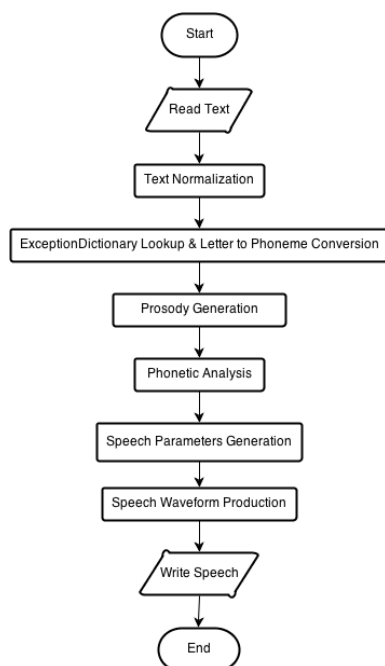 Start
Read Text
Text Normalization
ExceptionDictionary Lookup & Letter to Phoneme Conversion
Prosody Generation
Phonetic Analysis
Speech Parameters Generation
Speech Waveform Production
Write Speech
End